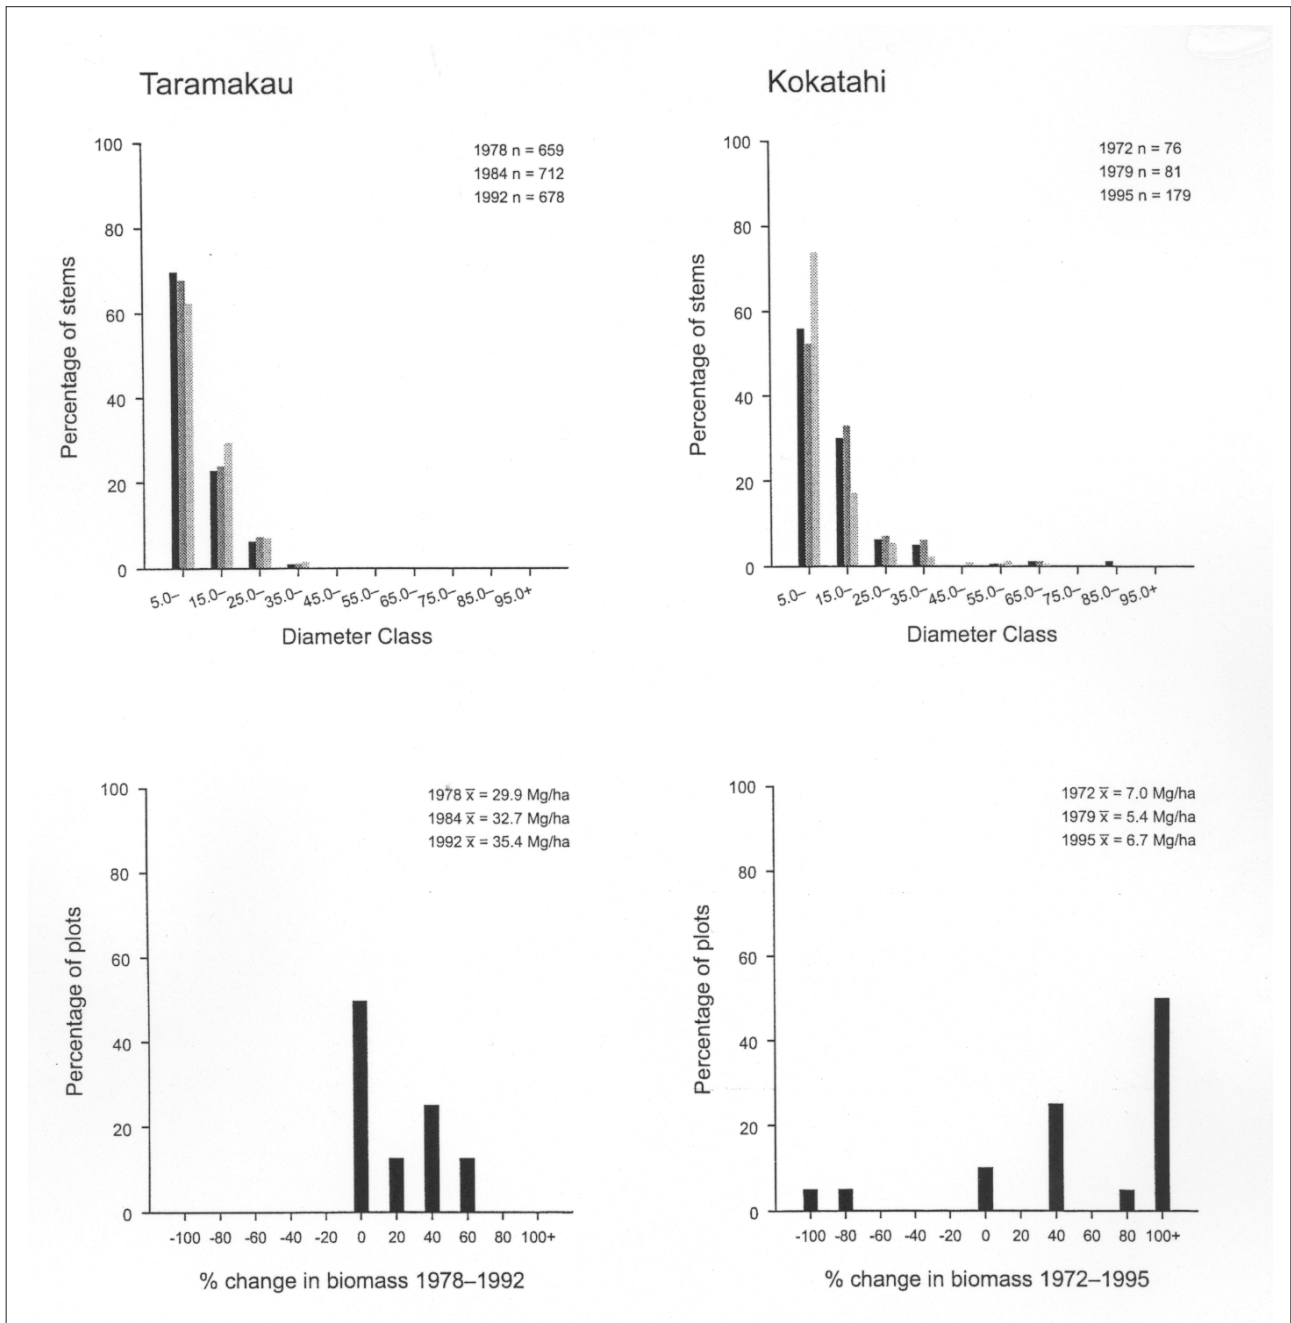 Taramakau
1978 n = 659
1984 n = 712
1992 n = 678
Percentage of stems
100
80
60
40
20
0
5.0– 15.0– 25.0– 35.0– 45.0– 55.0– 65.0– 75.0– 85.0– 95.0+
Diameter Class
Kokatahi
1972 n = 76
1979 n = 81
1995 n = 179
Percentage of stems
100
80
60
40
20
0
5.0– 15.0– 25.0– 35.0– 45.0– 55.0– 65.0– 75.0– 85.0– 95.0+
Diameter Class
1978 x̅ = 29.9 Mg/ha
1984 x̅ = 32.7 Mg/ha
1992 x̅ = 35.4 Mg/ha
Percentage of plots
100
80
60
40
20
0
-100 -80 -60 -40 -20 0 20 40 60 80 100+
% change in biomass 1978–1992
1972 x̅ = 7.0 Mg/ha
1979 x̅ = 5.4 Mg/ha
1995 x̅ = 6.7 Mg/ha
Percentage of plots
100
80
60
40
20
0
-100 -80 -60 -40 -20 0 20 40 60 80 100+
% change in biomass 1972–1995